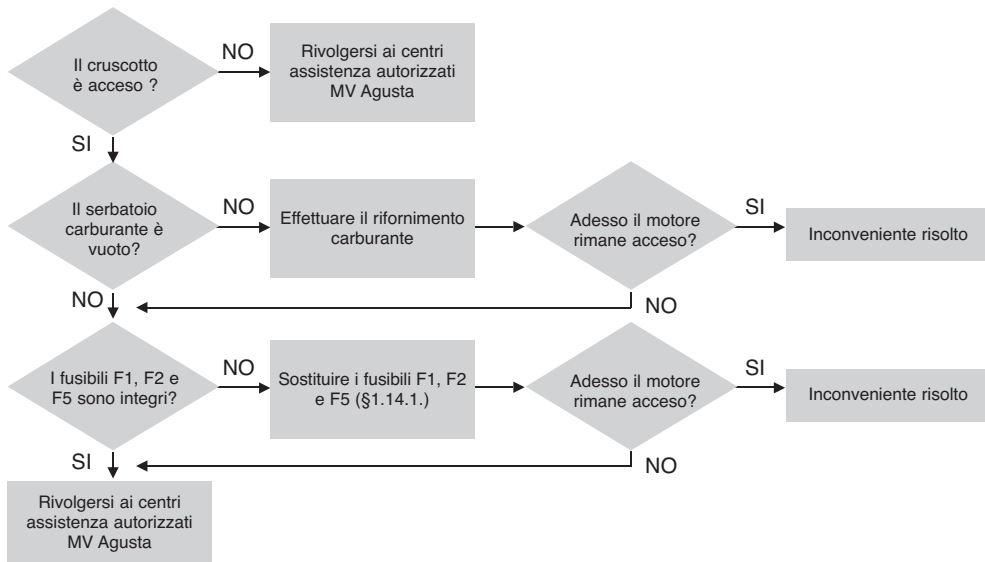 Il cruscotto
è acceso ?
NO
Rivolgersi ai centri
assistenza autorizzati
MV Agusta
SI
Il serbatoio
carburante è
vuoto?
NO
Effettuare il rifornimento
carburante
Adesso il motore
rimane acceso?
SI
Inconveniente risolto
NO
NO
I fusibili F1, F2 e
F5 sono integri?
NO
Sostituire i fusibili F1, F2
e F5 (§1.14.1.)
Adesso il motore
rimane acceso?
SI
Inconveniente risolto
SI
NO
Rivolgersi ai centri
assistenza autorizzati
MV Agusta